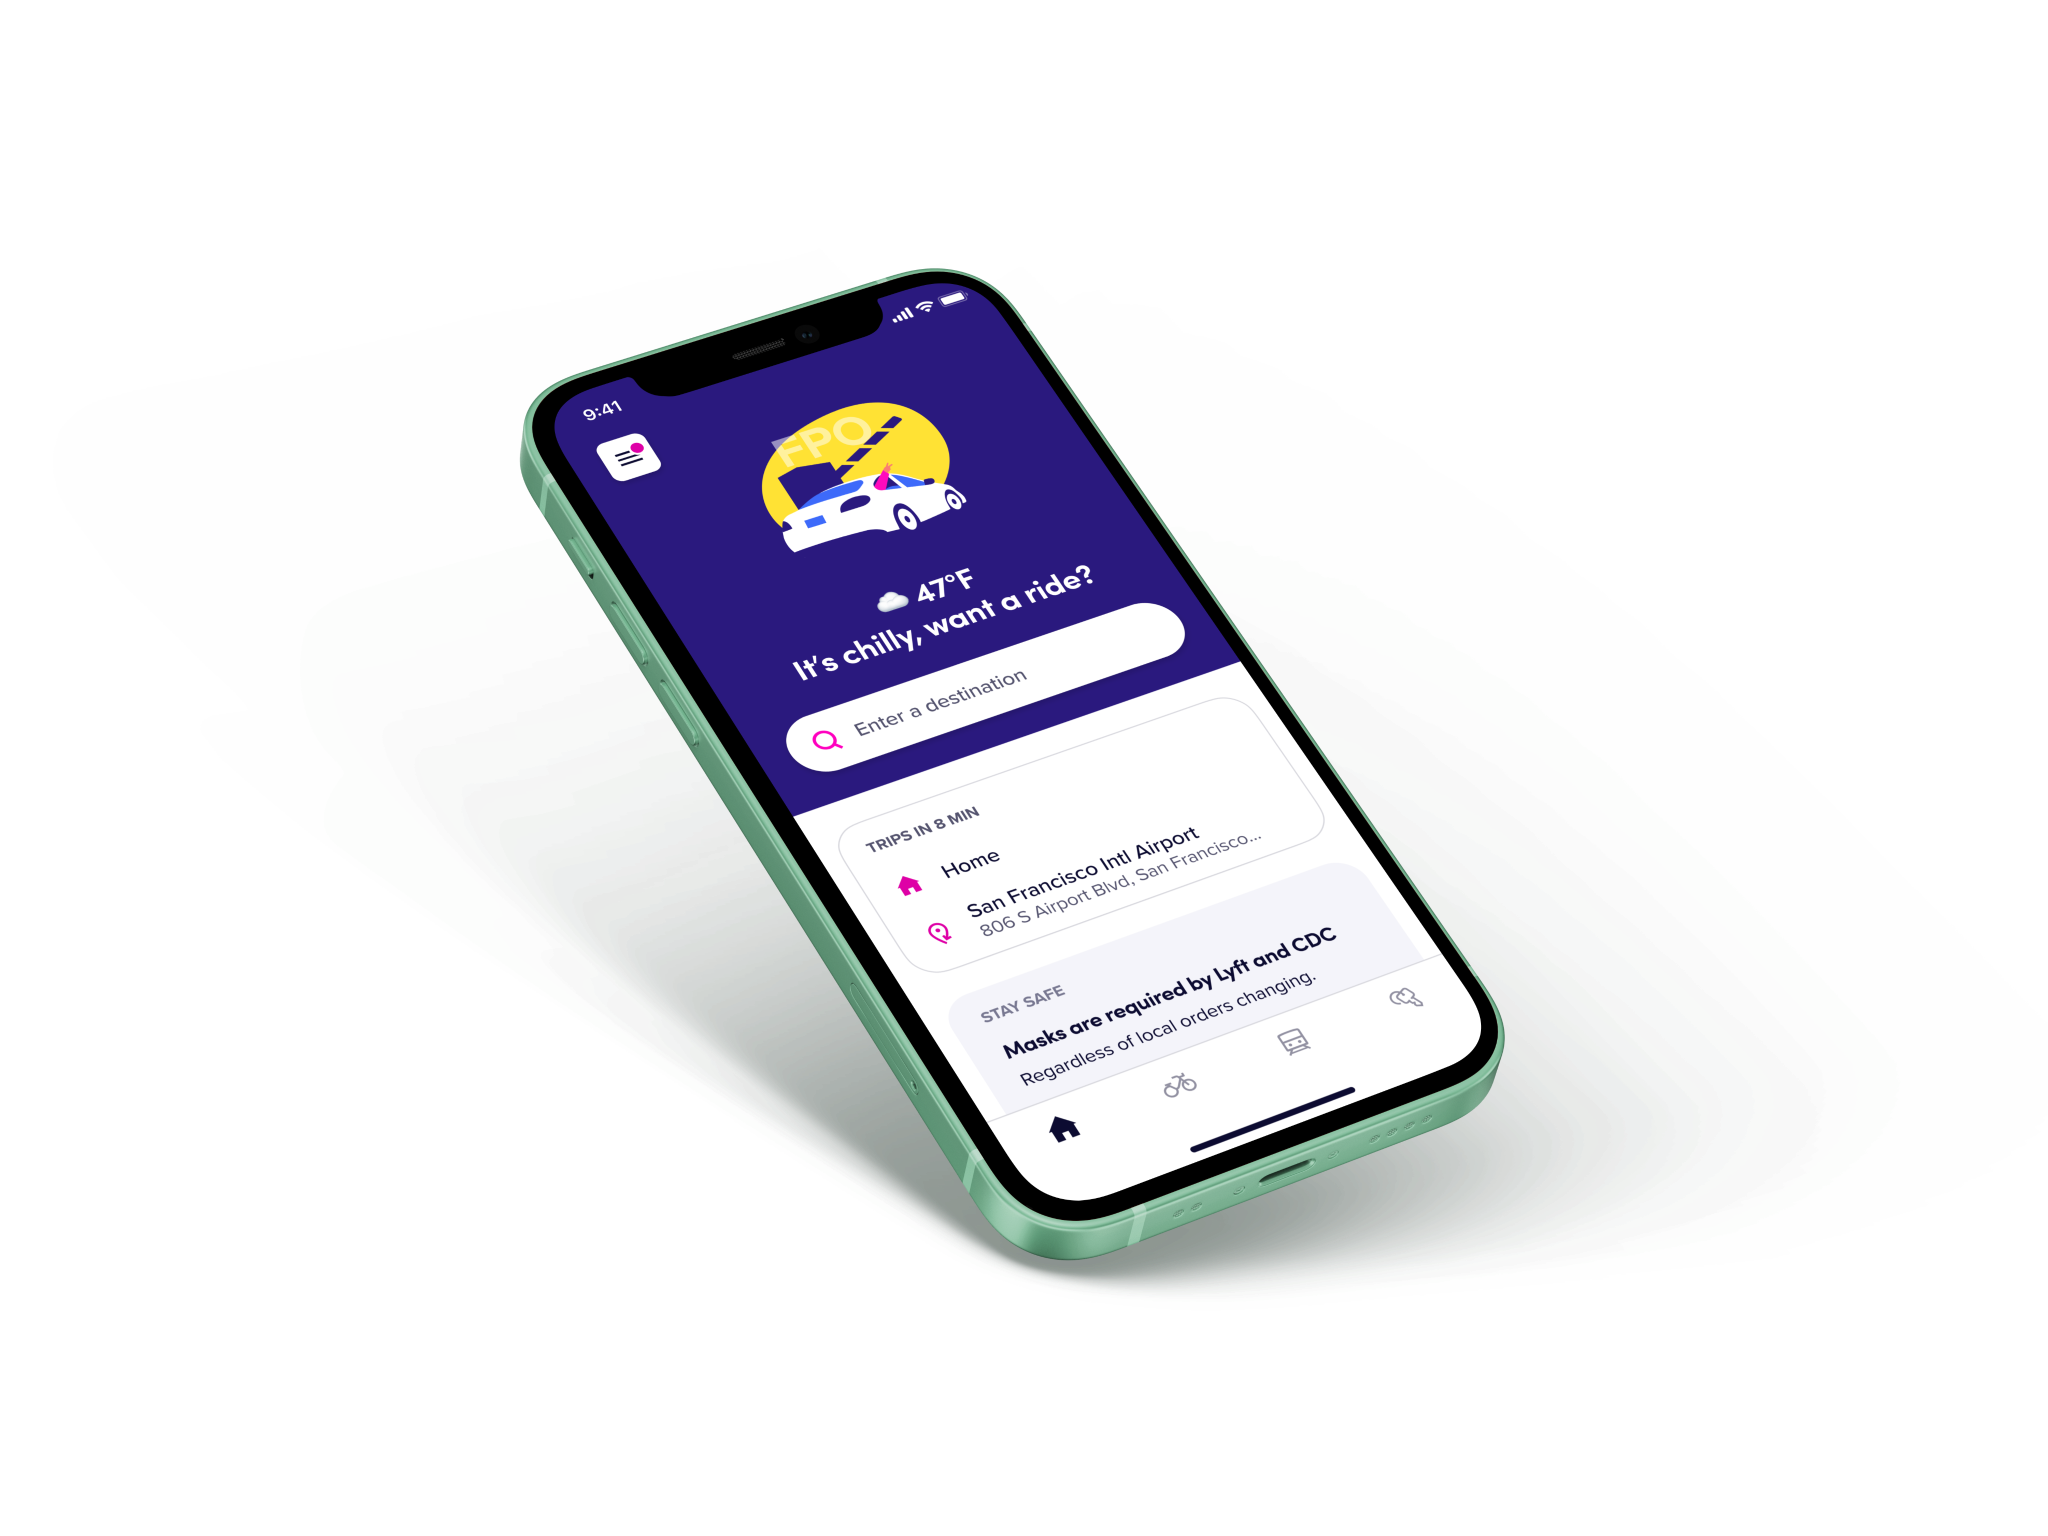 9:41
FPO
47°F
It's chilly, want a ride?
Enter a destination
TRIPS IN 8 MIN
Home
San Francisco Intl Airport
806 S Airport Blvd, San Francisco...
STAY SAFE
Masks are required by Lyft and CDC
Regardless of local orders changing.